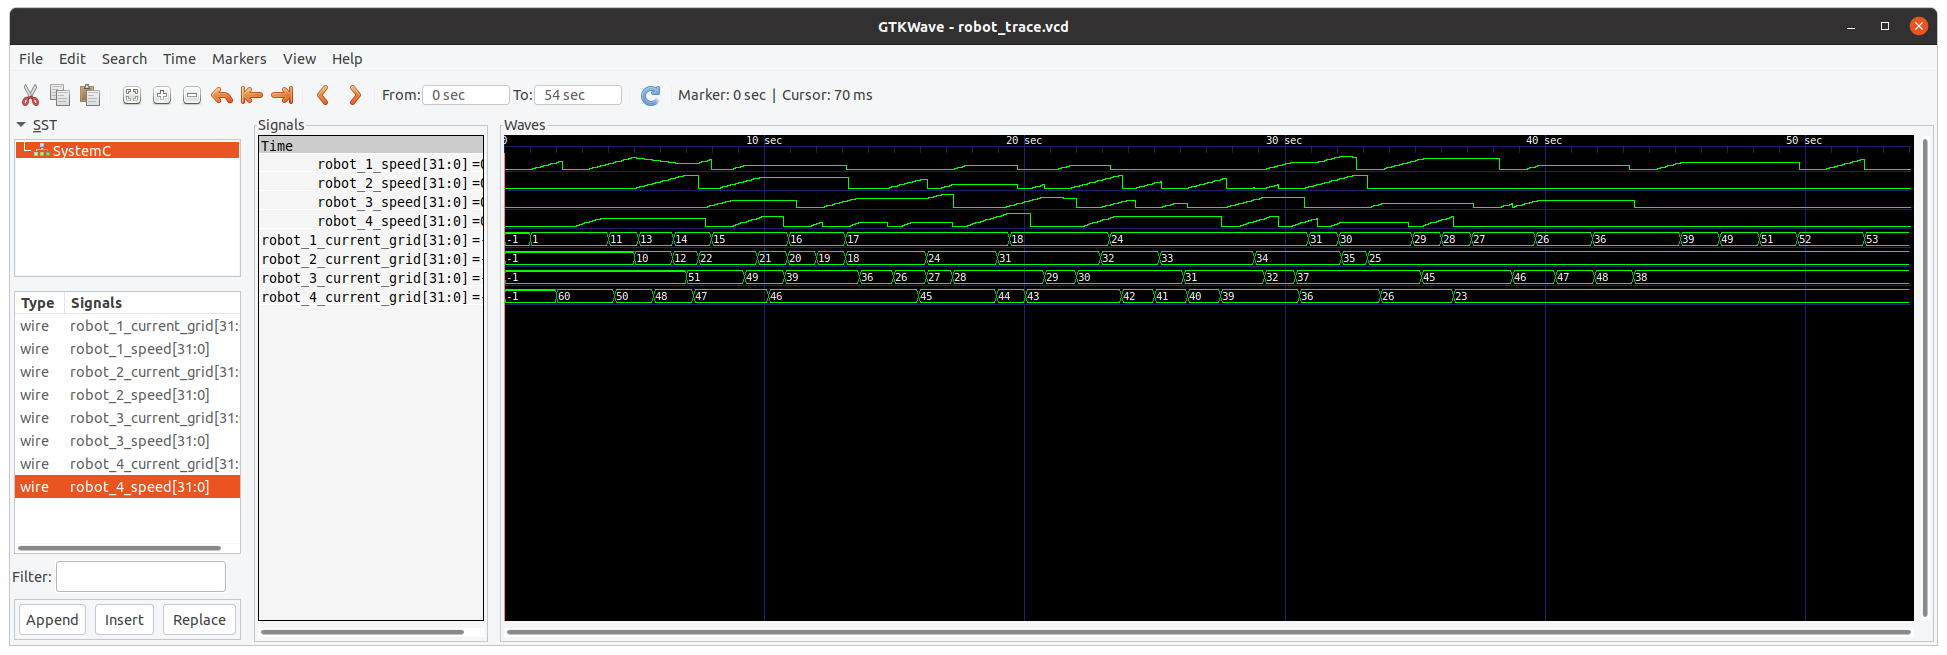 GTKWave - robot_trace.vcd
File Edit Search Time Markers View Help
From: 0 sec To: 54 sec Marker: 0 sec | Cursor: 70 ms
SST
SystemC
Type Signals
wire robot_1_current_grid[31:
wire robot_1_speed[31:0]
wire robot_2_current_grid[31:
wire robot_2_speed[31:0]
wire robot_3_current_grid[31:
wire robot_3_speed[31:0]
wire robot_4_current_grid[31:
wire robot_4_speed[31:0]
Filter:
Append Insert Replace
Signals
Time
robot_1_speed[31:0] =0
robot_2_speed[31:0] =0
robot_3_speed[31:0] =0
robot_4_speed[31:0] =0
robot_1_current_grid[31:0] =-
robot_2_current_grid[31:0] =-
robot_3_current_grid[31:0] =-
robot_4_current_grid[31:0] =-
Waves
0 10 sec 20 sec 30 sec 40 sec 50 sec
-1 1 11 13 14 15 16 17 18 24 31 30 29 28 27 26 36 39 49 51 52 53
-1 10 12 22 21 20 19 18 24 31 32 33 34 35 25
-1 51 49 39 36 26 27 28 29 30 31 32 37 45 46 47 48 38
-1 60 50 48 47 46 45 44 43 42 41 40 39 36 26 23